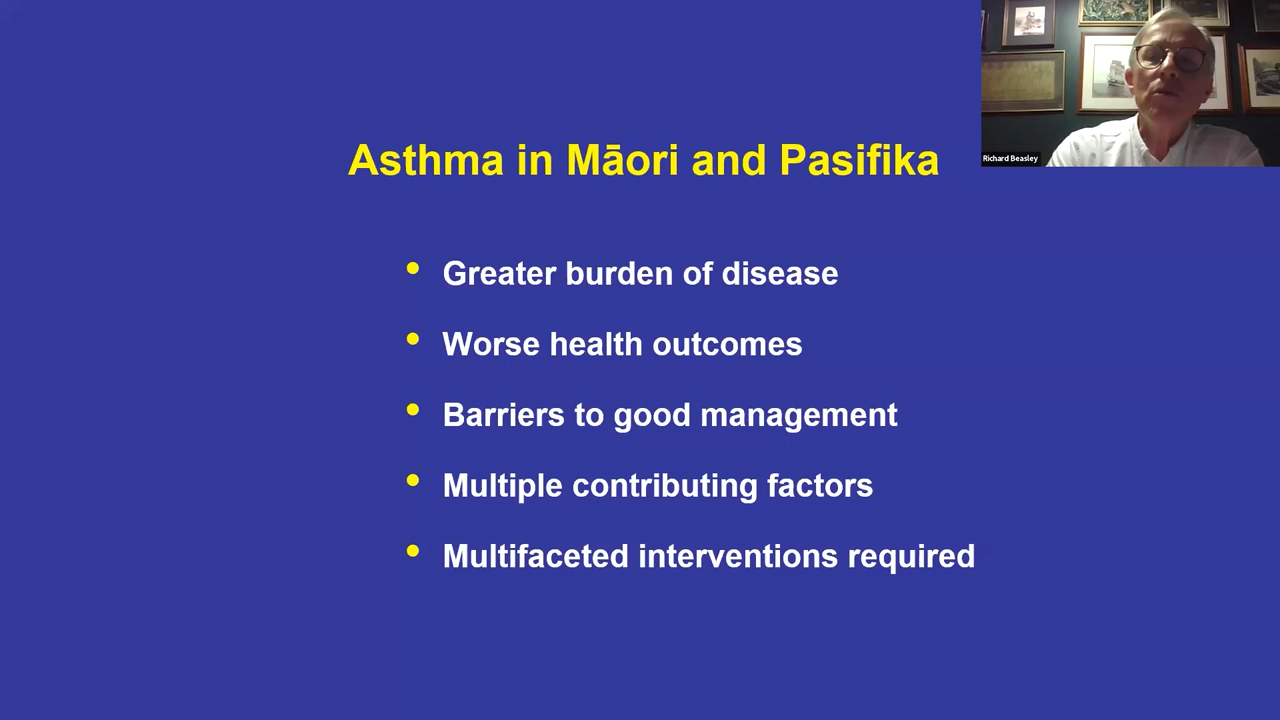 Asthma in Māori and Pasifika
Richard Beasley
• Greater burden of disease
• Worse health outcomes
• Barriers to good management
• Multiple contributing factors
• Multifaceted interventions required